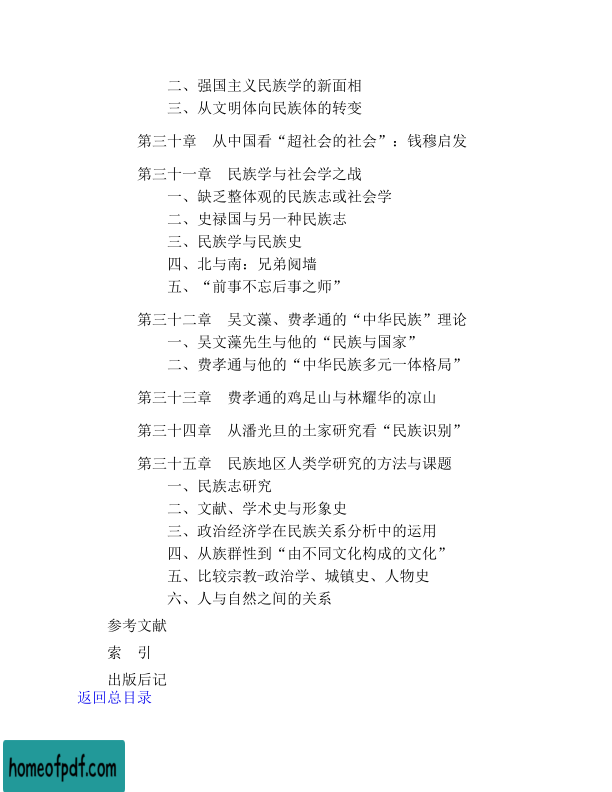 二、强国主义民族学的新面相
三、从文明体向民族体的转变
第三十章　从中国看“超社会的社会”：钱穆启发
第三十一章　民族学与社会学之战
一、缺乏整体观的民族志或社会学
二、史禄国与另一种民族志
三、民族学与民族史
四、北与南：兄弟阋墙
五、“前事不忘后事之师”
第三十二章　吴文藻、费孝通的“中华民族”理论
一、吴文藻先生与他的“民族与国家”
二、费孝通与他的“中华民族多元一体格局”
第三十三章　费孝通的鸡足山与林耀华的凉山
第三十四章　从潘光旦的土家研究看“民族识别”
第三十五章　民族地区人类学研究的方法与课题
一、民族志研究
二、文献、学术史与形象史
三、政治经济学在民族关系分析中的运用
四、从族群性到“由不同文化构成的文化”
五、比较宗教-政治学、城镇史、人物史
六、人与自然之间的关系
参考文献
索　引
出版后记
返回总目录
homeofpdf.com